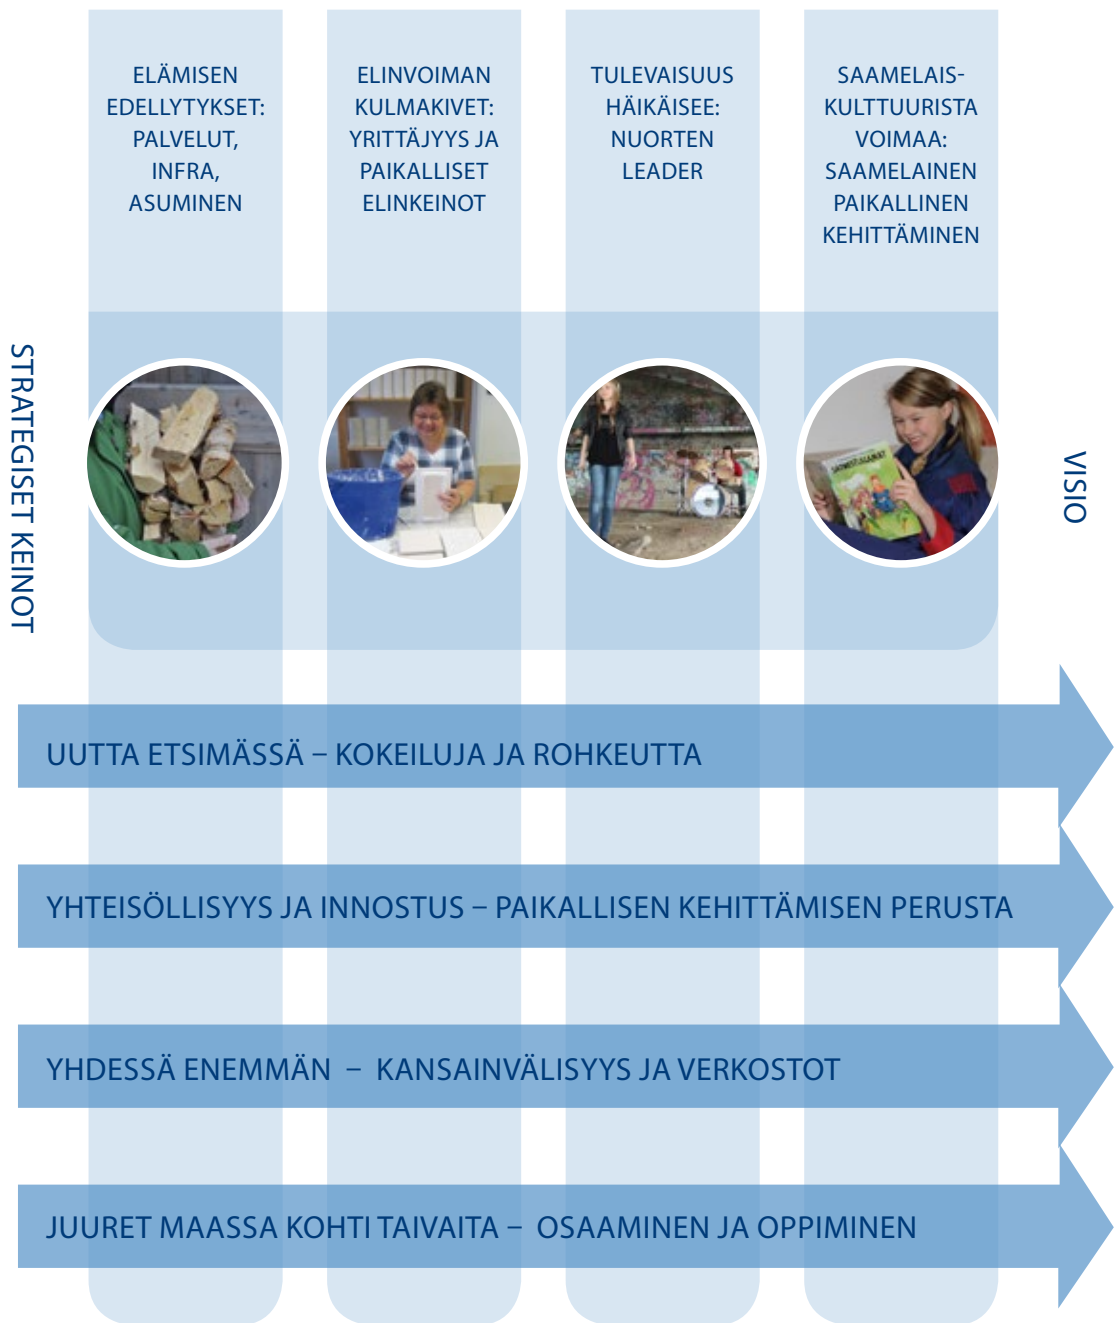 ELÄMISEN
EDELLYTYKSET:
PALVELUT,
INFRA,
ASUMINEN
ELINVOIMAN
KULMAKIVET:
YRITTÄJYYS JA
PAIKALLISET
ELINKEINOT
TULEVAISUUS
HÄIKÄISEE:
NUORTEN
LEADER
SAAMELAIS-
KULTTUURISTA
VOIMAA:
SAAMELAINEN
PAIKALLINEN
KEHITTÄMINEN
STRATEGISET KEINOT
VISIO
UUTTA ETSIMÄSSÄ – KOKEILUJA JA ROHKEUTTA
YHTEISÖLLISYYS JA INNOSTUS – PAIKALLISEN KEHITTÄMISEN PERUSTA
YHDESSÄ ENEMMÄN – KANSAINVÄLISYYS JA VERKOSTOT
JUURET MAASSA KOHTI TAIVAITA – OSAAMINEN JA OPPIMINEN